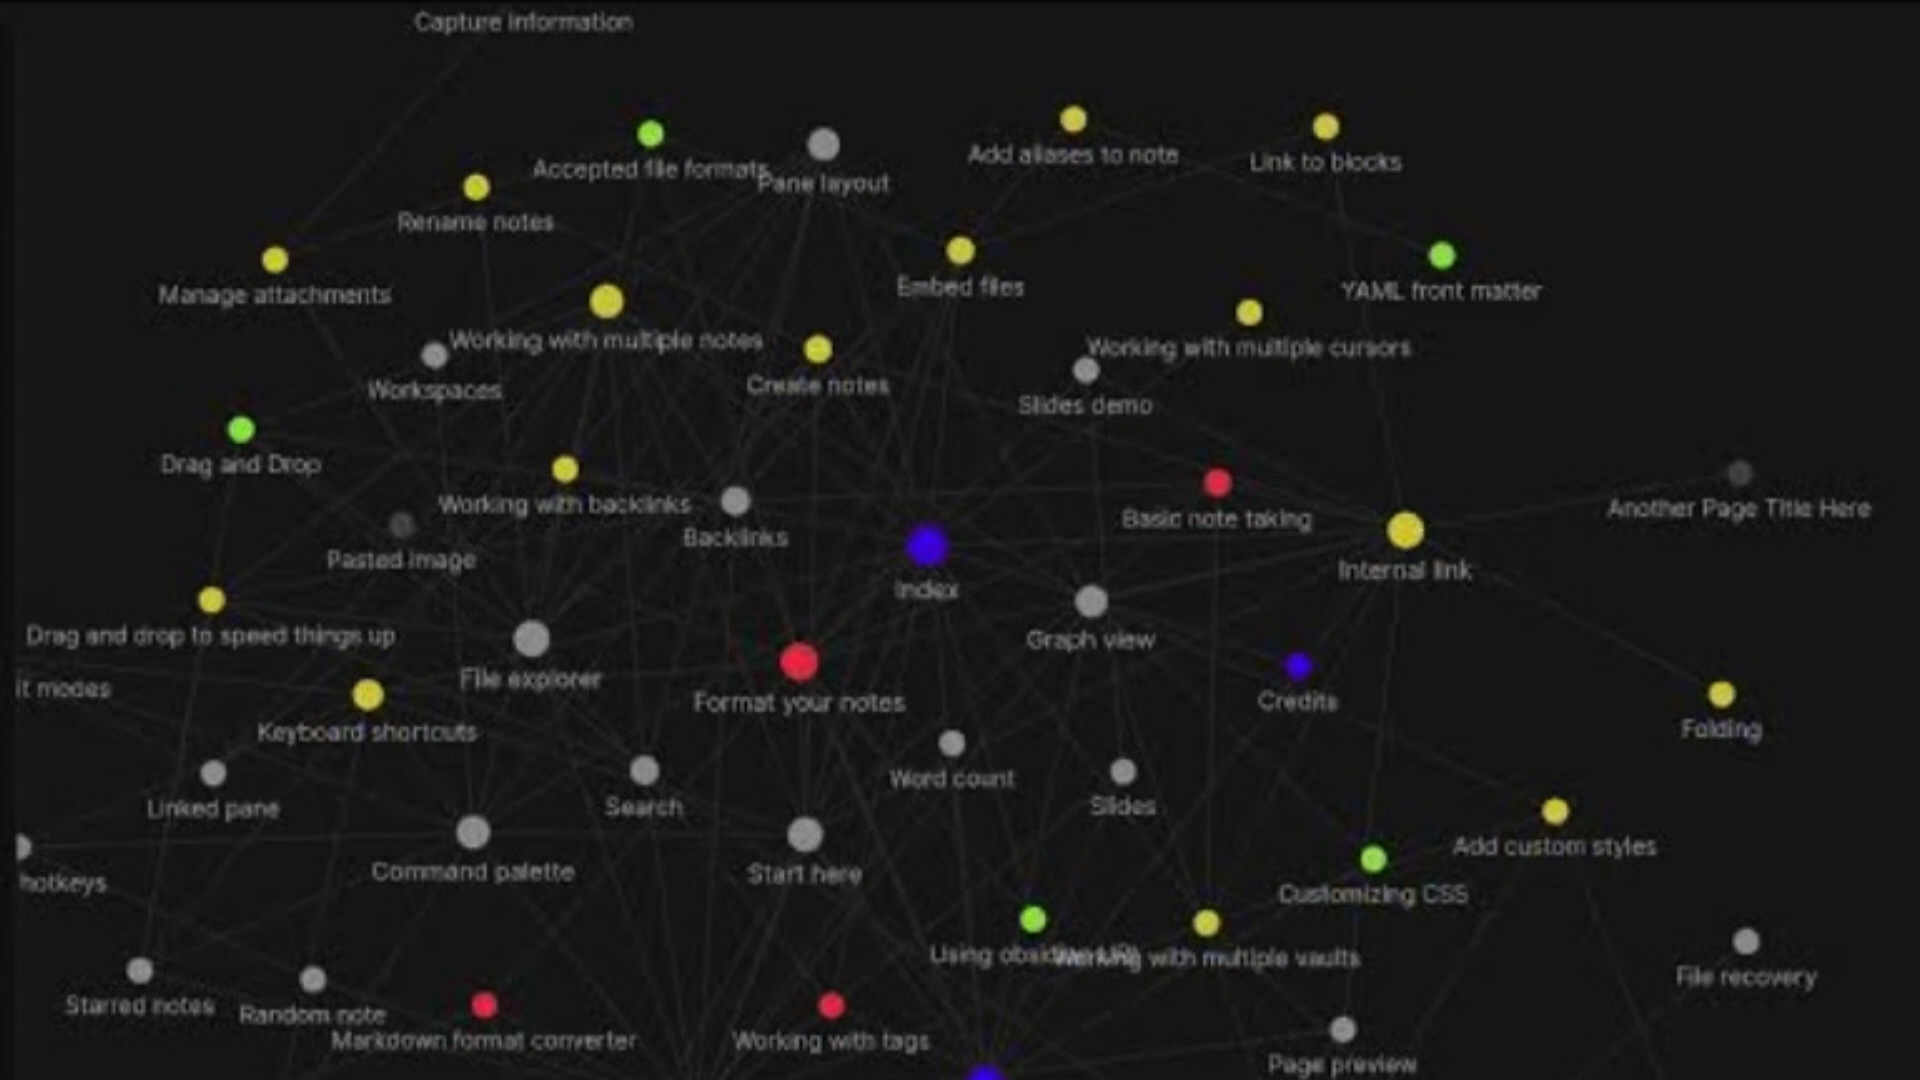 Capture information
Accepted file formats
Pane layout
Add aliases to note
Link to blocks
Rename notes
Manage attachments
Embed files
YAML front matter
Working with multiple notes
Working with multiple cursors
Workspaces
Create notes
Slides demo
Drag and Drop
Working with backlinks
Backlinks
Basic note taking
Another Page Title Here
Pasted image
Index
Internal link
Drag and drop to speed things up
File explorer
Graph view
it modes
Format your notes
Credits
Keyboard shortcuts
Folding
Linked pane
Search
Word count
Slides
Command palette
Start here
Add custom styles
hotkeys
Customizing CSS
Using obsidian URI
Working with multiple vaults
File recovery
Starred notes
Random note
Markdown format converter
Working with tags
Page preview